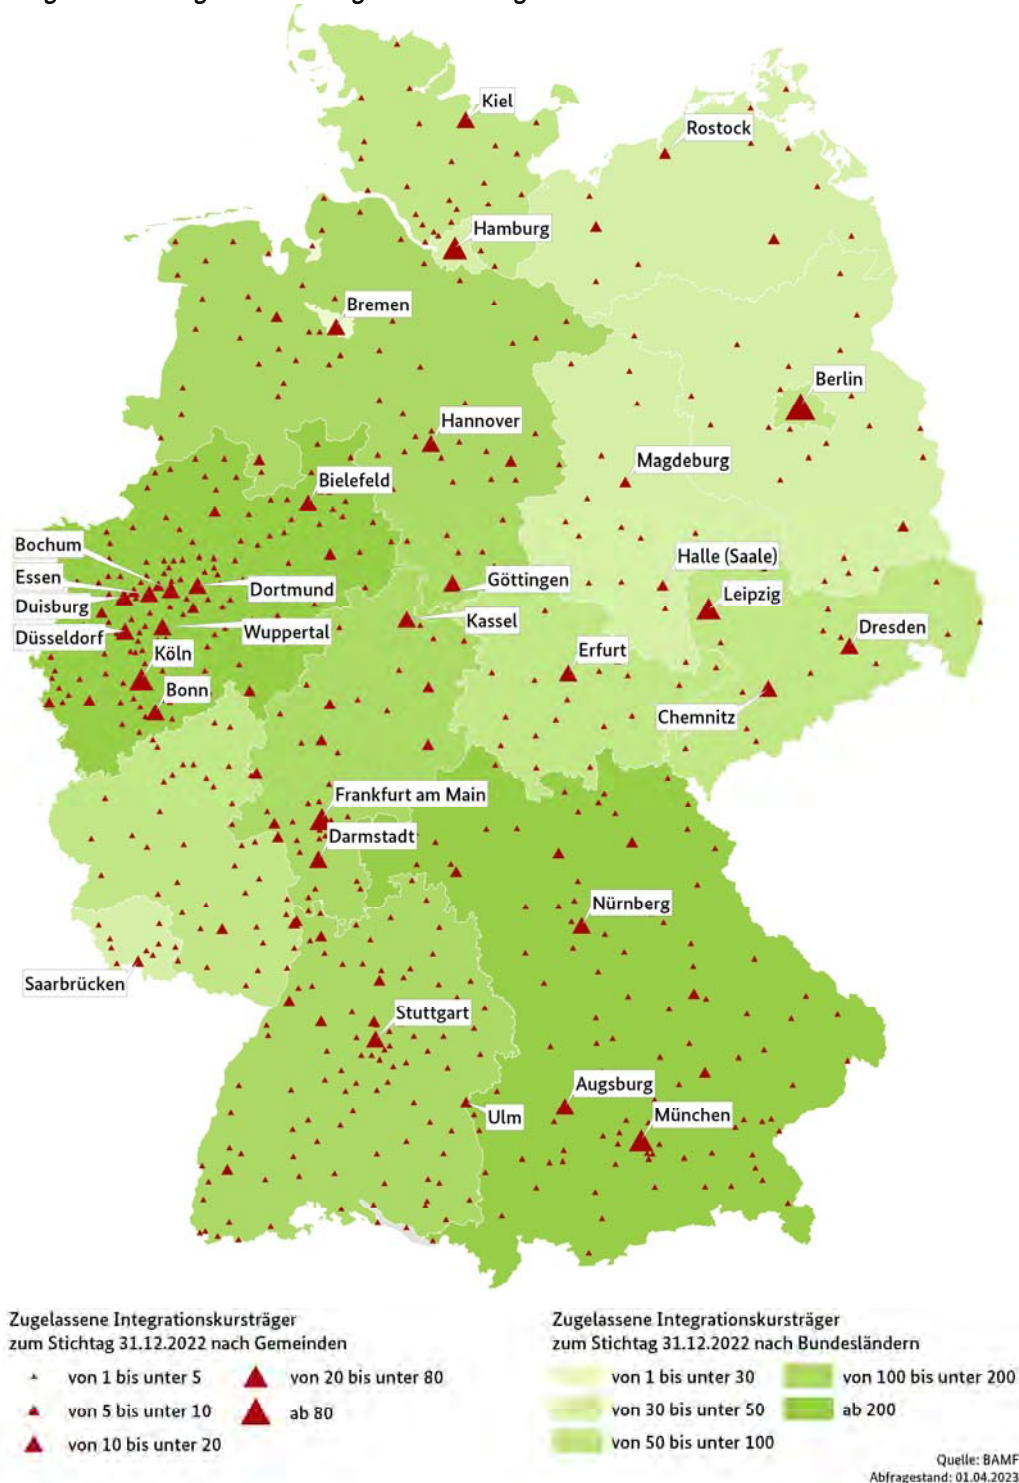 Kiel
Rostock
Hamburg
Bremen
Berlin
Hannover
Magdeburg
Bielefeld
Bochum
Halle (Saale)
Essen
Göttingen
Dortmund
Leipzig
Duisburg
Kassel
Dresden
Düsseldorf
Wuppertal
Köln
Erfurt
Bonn
Chemnitz
Frankfurt am Main
Darmstadt
Nürnberg
Saarbrücken
Stuttgart
Augsburg
Ulm
München
Zugelassene Integrationskursträger
zum Stichtag 31.12.2022 nach Gemeinden
von 1 bis unter 5
von 5 bis unter 10
von 10 bis unter 20
von 20 bis unter 80
ab 80
Zugelassene Integrationskursträger
zum Stichtag 31.12.2022 nach Bundesländern
von 1 bis unter 30
von 30 bis unter 50
von 50 bis unter 100
von 100 bis unter 200
ab 200
Quelle: BAMF
Abfragestand: 01.04.2023